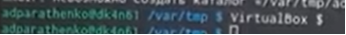 adparathenko@dk4n61 /var/tmp $ VirtualBox $
adparathenko@dk4n61 /var/tmp $